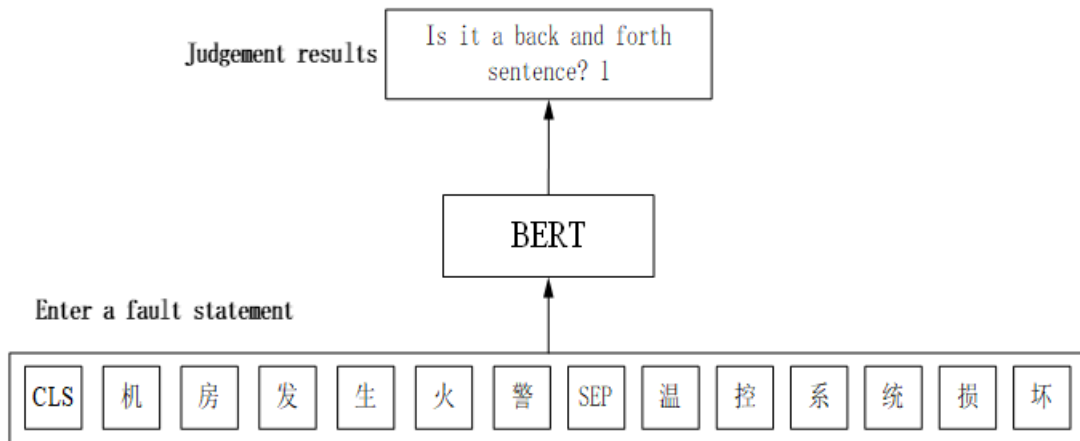 Judgement results
Is it a back and forth
sentence? 1
BERT
Enter a fault statement
CLS 机 房 发 生 火 警 SEP 温 控 系 统 损 坏